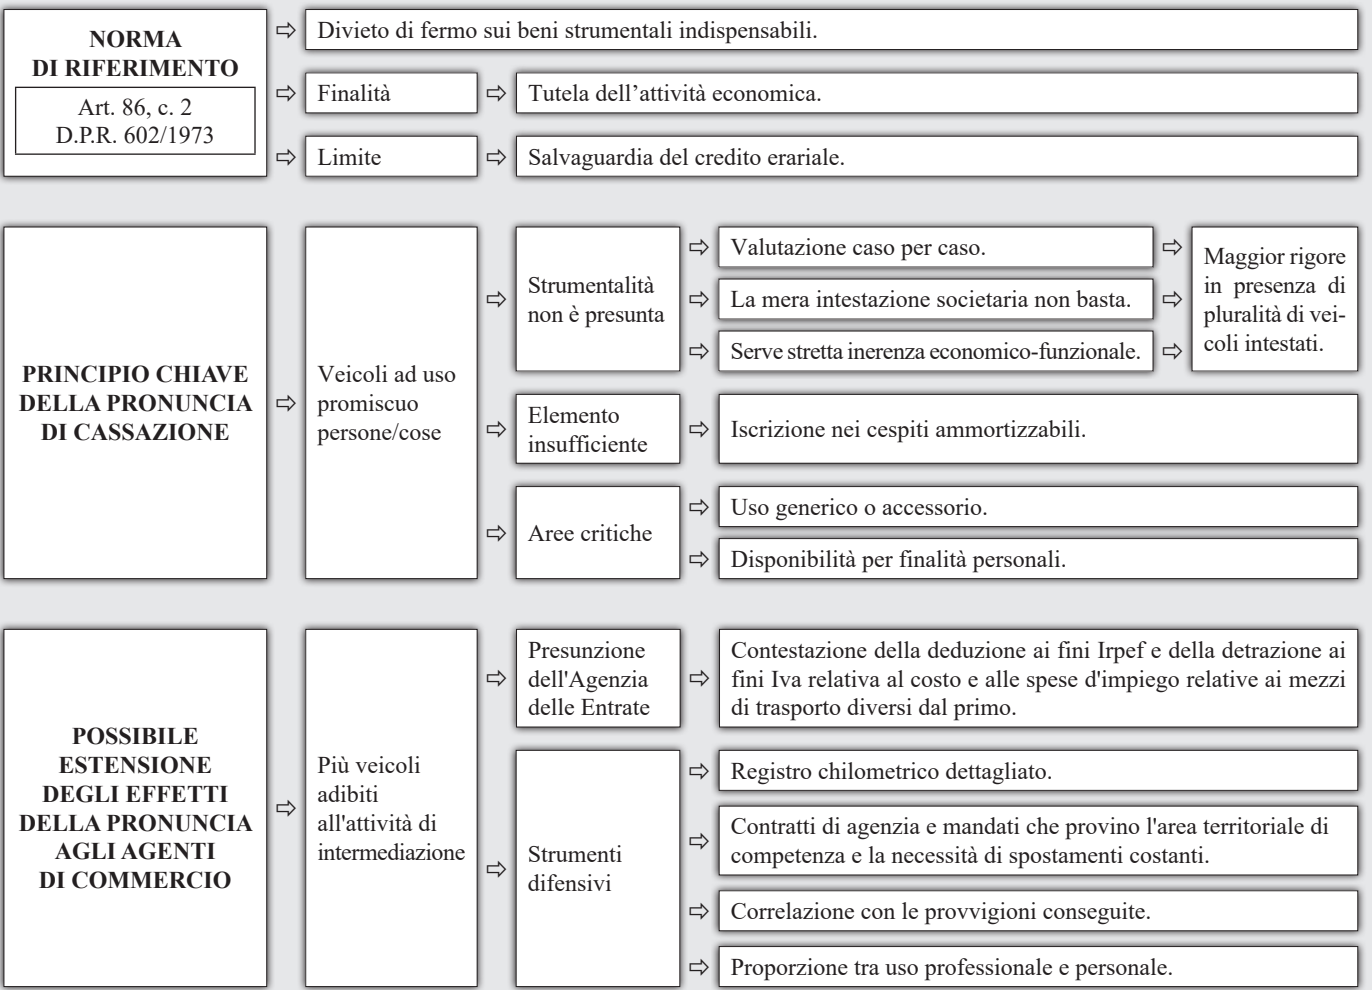 NORMA
DI RIFERIMENTO
Art. 86, c. 2
D.P.R. 602/1973
Divieto di fermo sui beni strumentali indispensabili.
Finalità
Tutela dell’attività economica.
Limite
Salvaguardia del credito erariale.
PRINCIPIO CHIAVE
DELLA PRONUNCIA
DI CASSAZIONE
Veicoli ad uso
promiscuo
persone/cose
Strumentalità
non è presunta
Valutazione caso per caso.
La mera intestazione societaria non basta.
Serve stretta inerenza economico-funzionale.
Maggior rigore
in presenza di
pluralità di vei-
coli intestati.
Elemento
insufficiente
Iscrizione nei cespiti ammortizzabili.
Aree critiche
Uso generico o accessorio.
Disponibilità per finalità personali.
POSSIBILE
ESTENSIONE
DEGLI EFFETTI
DELLA PRONUNCIA
AGLI AGENTI
DI COMMERCIO
Più veicoli
adibiti
all'attività di
intermediazione
Presunzione
dell'Agenzia
delle Entrate
Contestazione della deduzione ai fini Irpef e della detrazione ai
fini Iva relativa al costo e alle spese d'impiego relative ai mezzi
di trasporto diversi dal primo.
Strumenti
difensivi
Registro chilometrico dettagliato.
Contratti di agenzia e mandati che provino l'area territoriale di
competenza e la necessità di spostamenti costanti.
Correlazione con le provvigioni conseguite.
Proporzione tra uso professionale e personale.